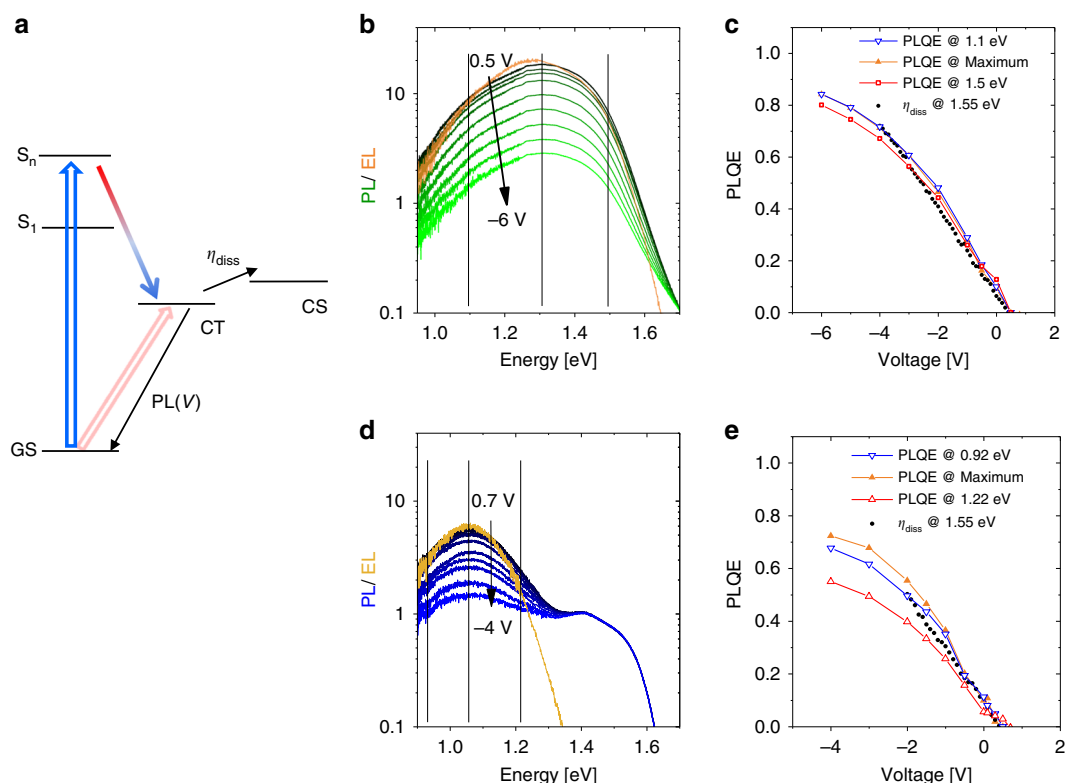 a
Sn
S1
ηdiss
CS
CT
PL(V)
GS
b
10
1
0.1
PL/ EL
0.5 V
–6 V
1.0 1.2 1.4 1.6
Energy [eV]
c
1.0
0.8
0.6
0.4
0.2
0.0
PLQE
PLQE @ 1.1 eV
PLQE @ Maximum
PLQE @ 1.5 eV
ηdiss @ 1.55 eV
–6 –4 –2 0 2
Voltage [V]
d
10
1
0.1
PL/ EL
0.7 V
–4 V
1.0 1.2 1.4 1.6
Energy [eV]
e
1.0
0.8
0.6
0.4
0.2
0.0
PLQE
PLQE @ 0.92 eV
PLQE @ Maximum
PLQE @ 1.22 eV
ηdiss @ 1.55 eV
–4 –2 0 2
Voltage [V]